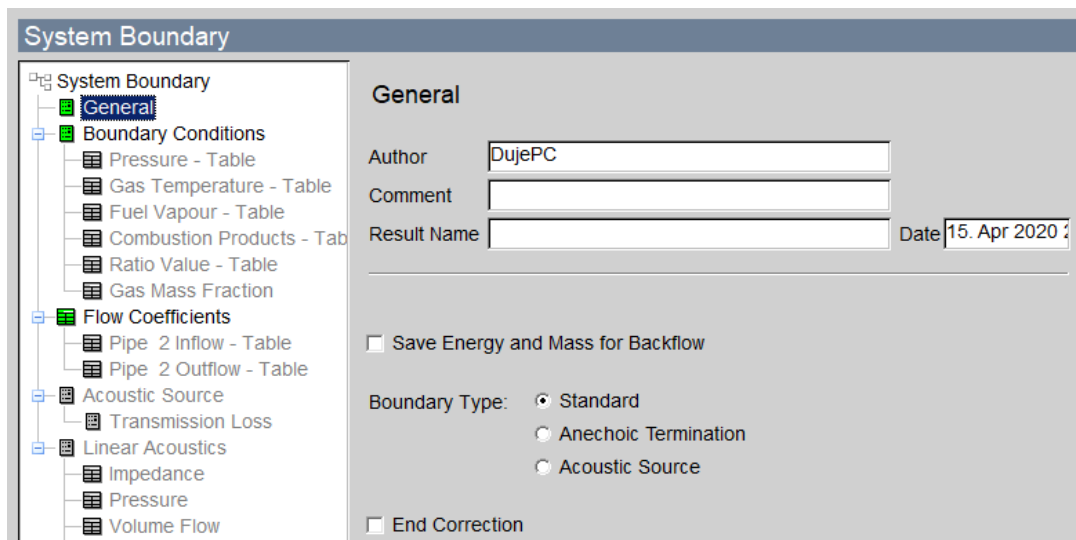 System Boundary
System Boundary
General
Boundary Conditions
Pressure - Table
Gas Temperature - Table
Fuel Vapour - Table
Combustion Products - Tab
Ratio Value - Table
Gas Mass Fraction
Flow Coefficients
Pipe 2 Inflow - Table
Pipe 2 Outflow - Table
Acoustic Source
Transmission Loss
Linear Acoustics
Impedance
Pressure
Volume Flow
General
Author DujePC
Comment
Result Name Date 15. Apr 2020
Save Energy and Mass for Backflow
Boundary Type: Standard
Anechoic Termination
Acoustic Source
End Correction